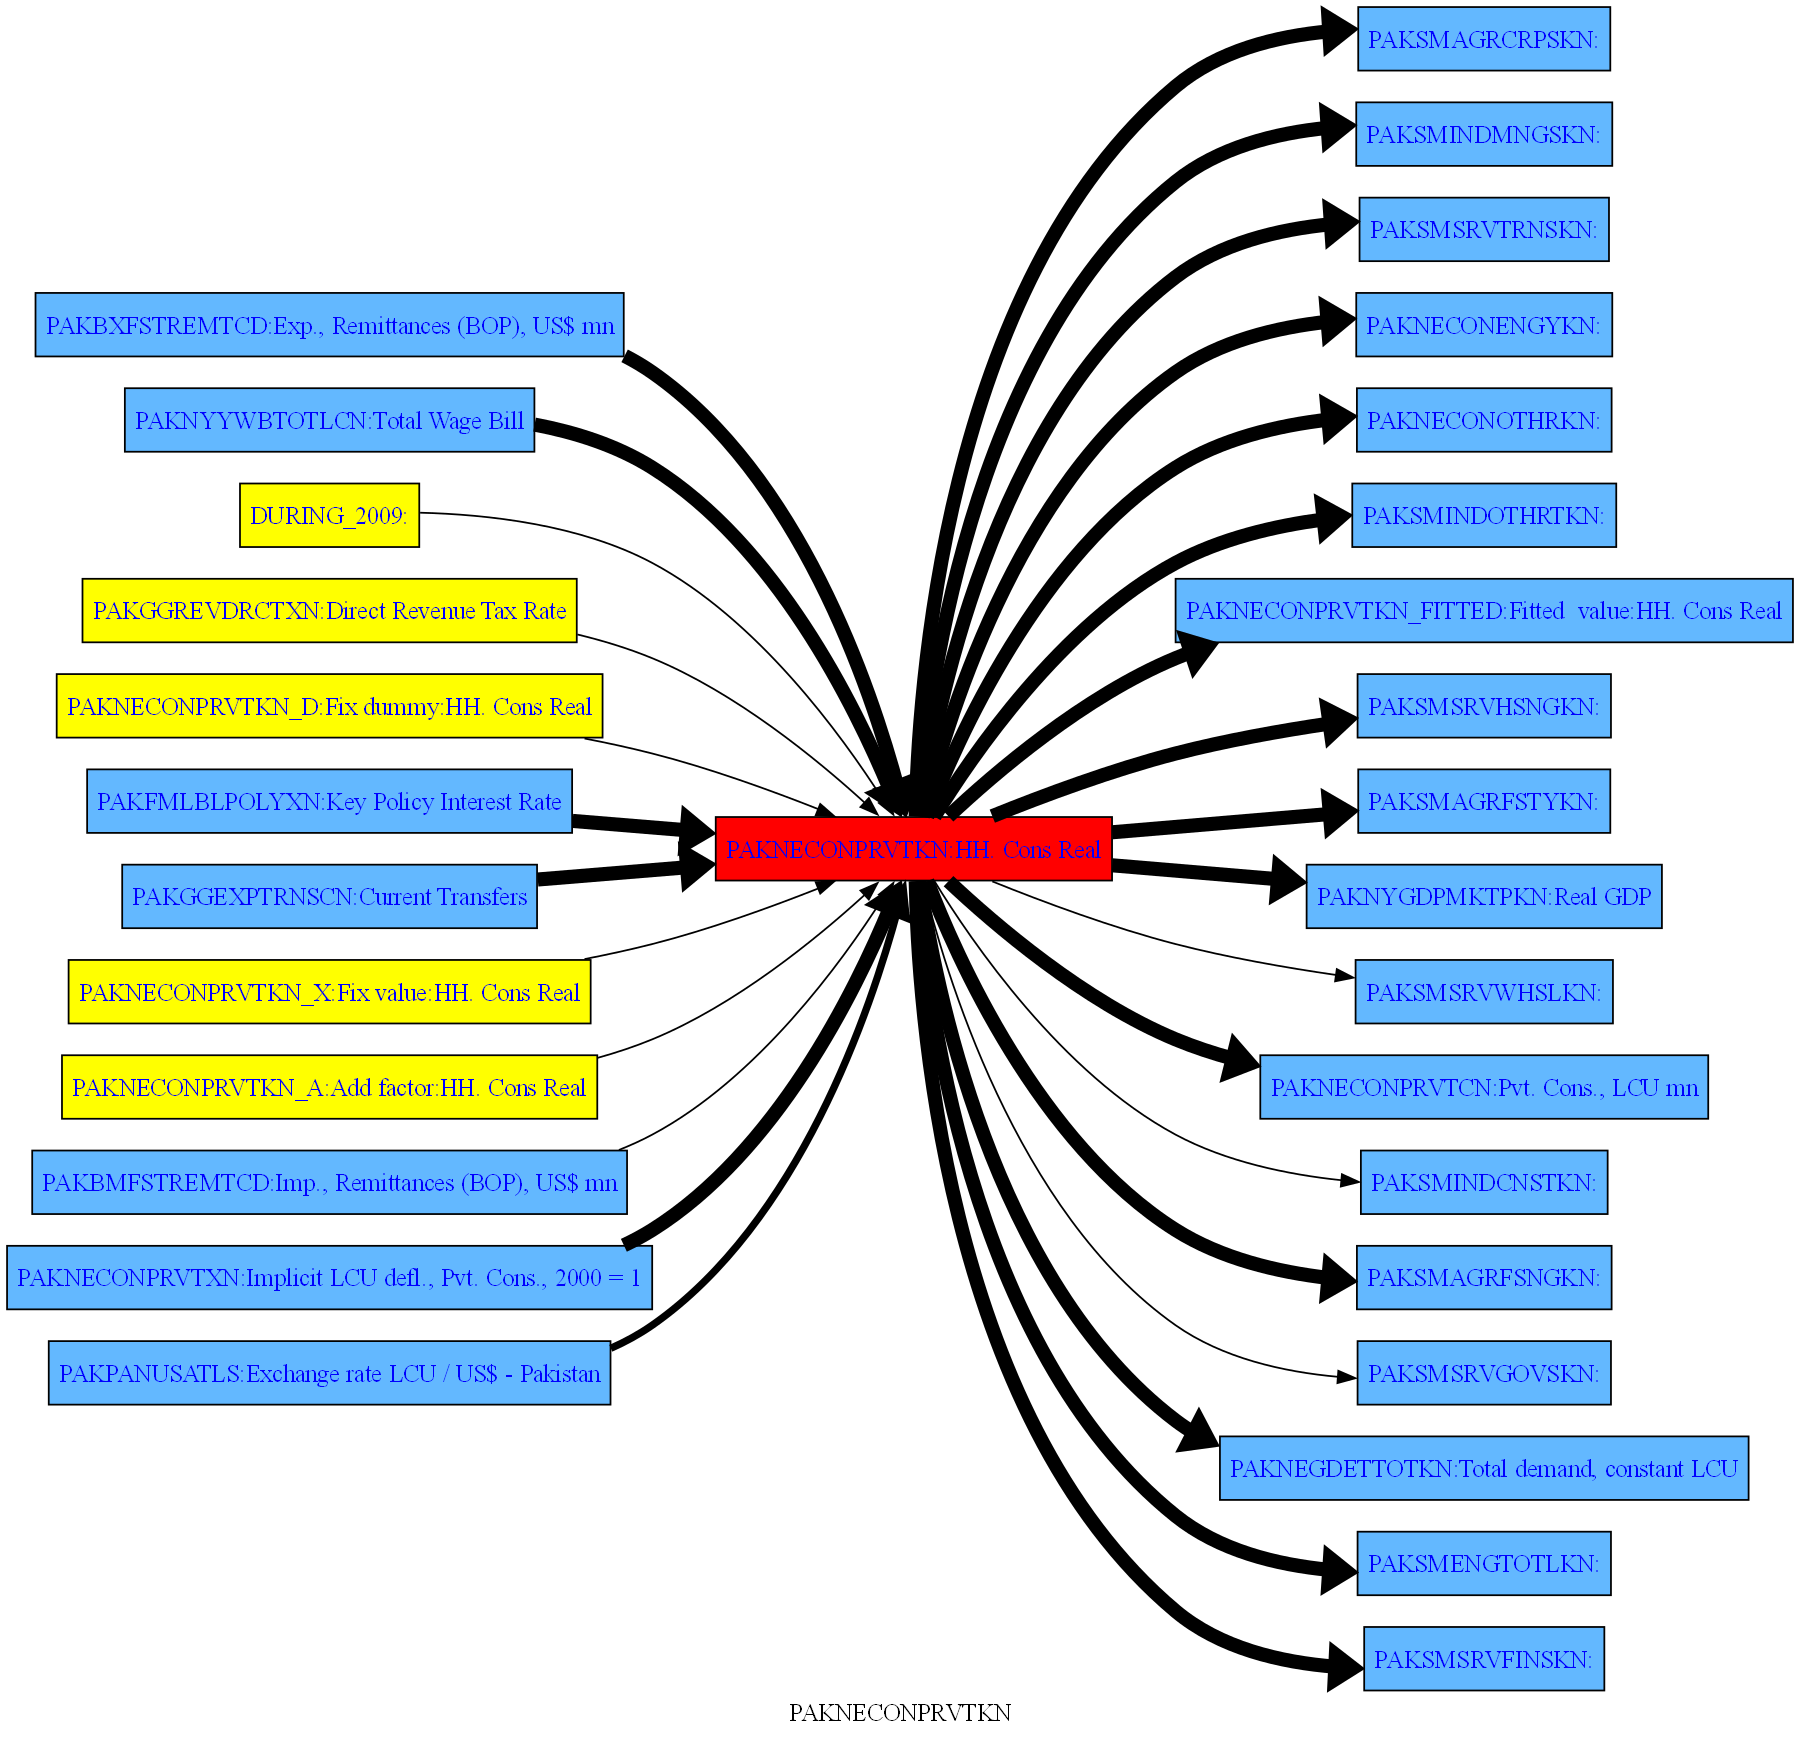 PAKSMAGRCRPSKN:
PAKSMINDMNGSKN:
PAKSMSRVTRNSKN:
PAKBXFSTREMTCD:Exp., Remittances (BOP), US$ mn
PAKNECONENGYKN:
PAKNYYWBTOTLCN:Total Wage Bill
PAKNECONOTHRKN:
DURING_2009:
PAKSMINDOTHRTKN:
PAKGGREVDRCTXN:Direct Revenue Tax Rate
PAKNECONPRVTKN_FITTED:Fitted  value:HH. Cons Real
PAKNECONPRVTKN_D:Fix dummy:HH. Cons Real
PAKSMSRVHSNGKN:
PAKFMLBLPOLYXN:Key Policy Interest Rate
PAKSMAGRFSTYKN:
PAKNECONPRVTKN:HH. Cons Real
PAKGGEXPTRNSCN:Current Transfers
PAKNYGDPMKTPKN:Real GDP
PAKNECONPRVTKN_X:Fix value:HH. Cons Real
PAKSMSRVWHSLKN:
PAKNECONPRVTKN_A:Add factor:HH. Cons Real
PAKNECONPRVTCN:Pvt. Cons., LCU mn
PAKBMFSTREMTCD:Imp., Remittances (BOP), US$ mn
PAKSMINDCNSTKN:
PAKNECONPRVTXN:Implicit LCU defl., Pvt. Cons., 2000 = 1
PAKSMAGRFSNGKN:
PAKPANUSATLS:Exchange rate LCU / US$ - Pakistan
PAKSMSRVGOVSKN:
PAKNEGDETTOTKN:Total demand, constant LCU
PAKSMENGTOTLKN:
PAKSMSRVFINSKN:
PAKNECONPRVTKN